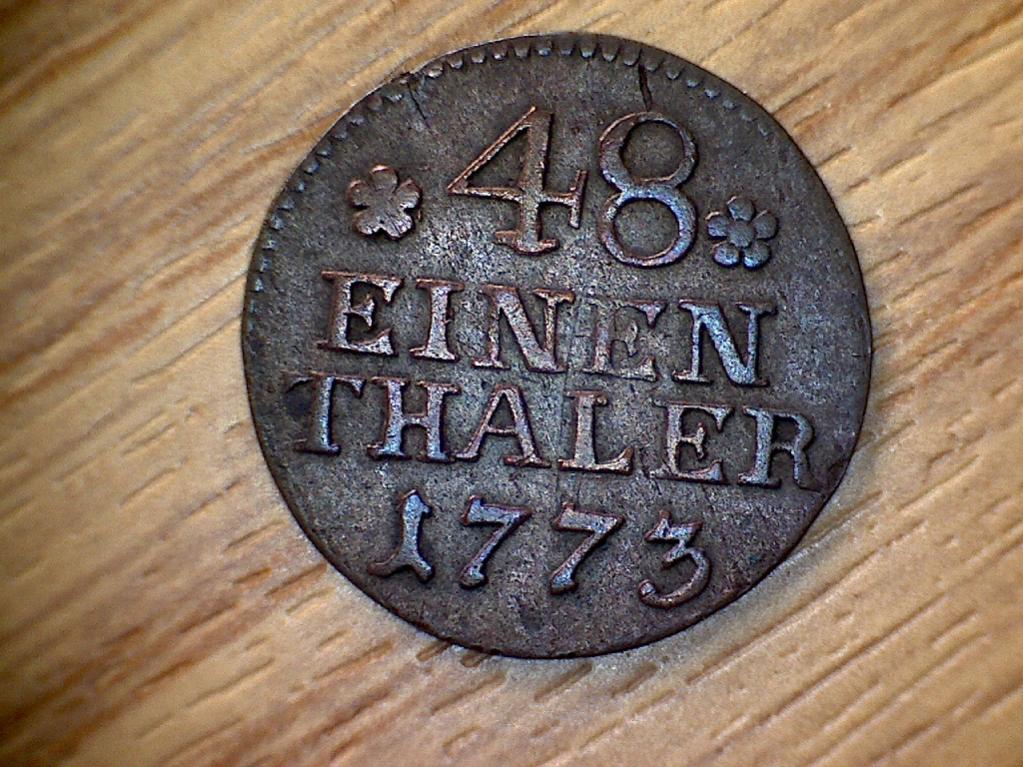 48
EINEN
THALER
1773